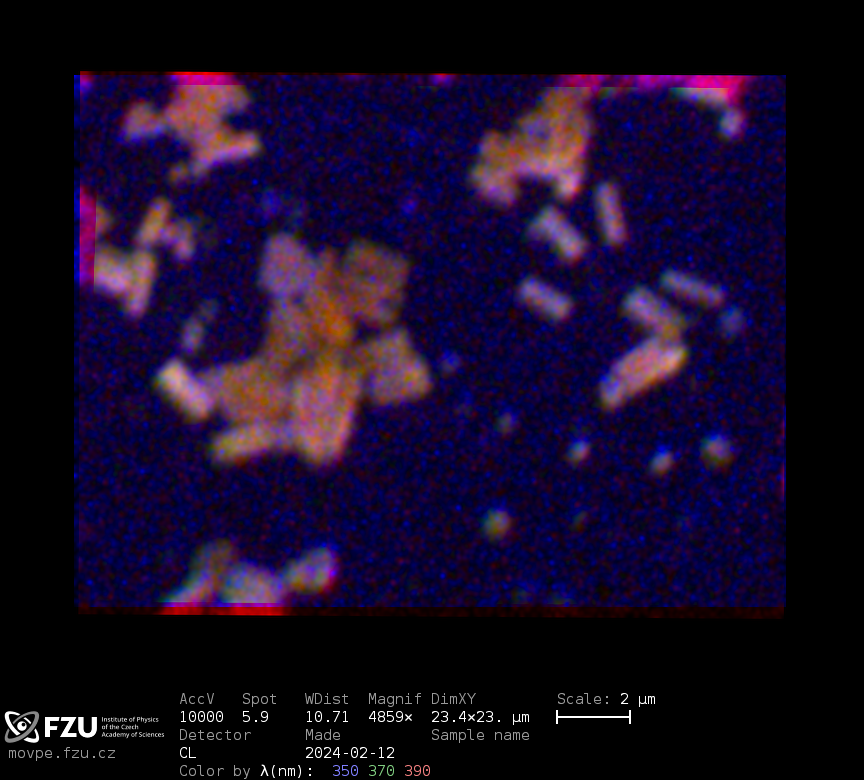 AccV Spot WDist Magnif DimXY Scale: 2 μm
10000 5.9 10.71 4859× 23.4×23. μm
Detector Made Sample name
CL 2024-02-12
Color by λ(nm): 350 370 390
FZU
Institute of Physics
of the Czech
Academy of Sciences
movpe.fzu.cz